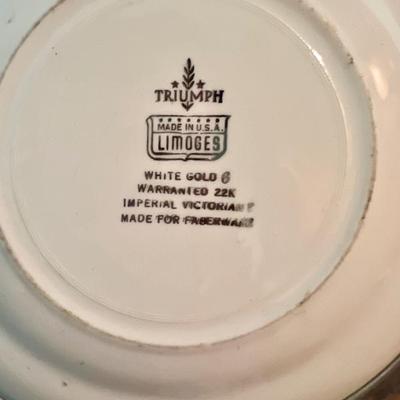 TRIUMPH
MADE IN U.S.A.
LIMOGES
WHITE GOLD 6
WARRANTED 22K
IMPERIAL VICTORIAN
MADE FOR FABERWARE